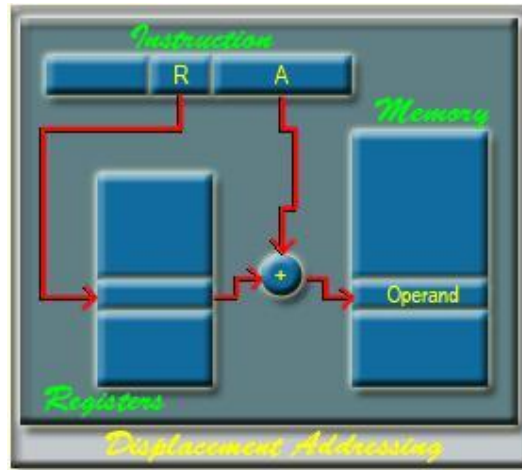 Instruction
R A
Memory
+
Operand
Registers
Displacement Addressing